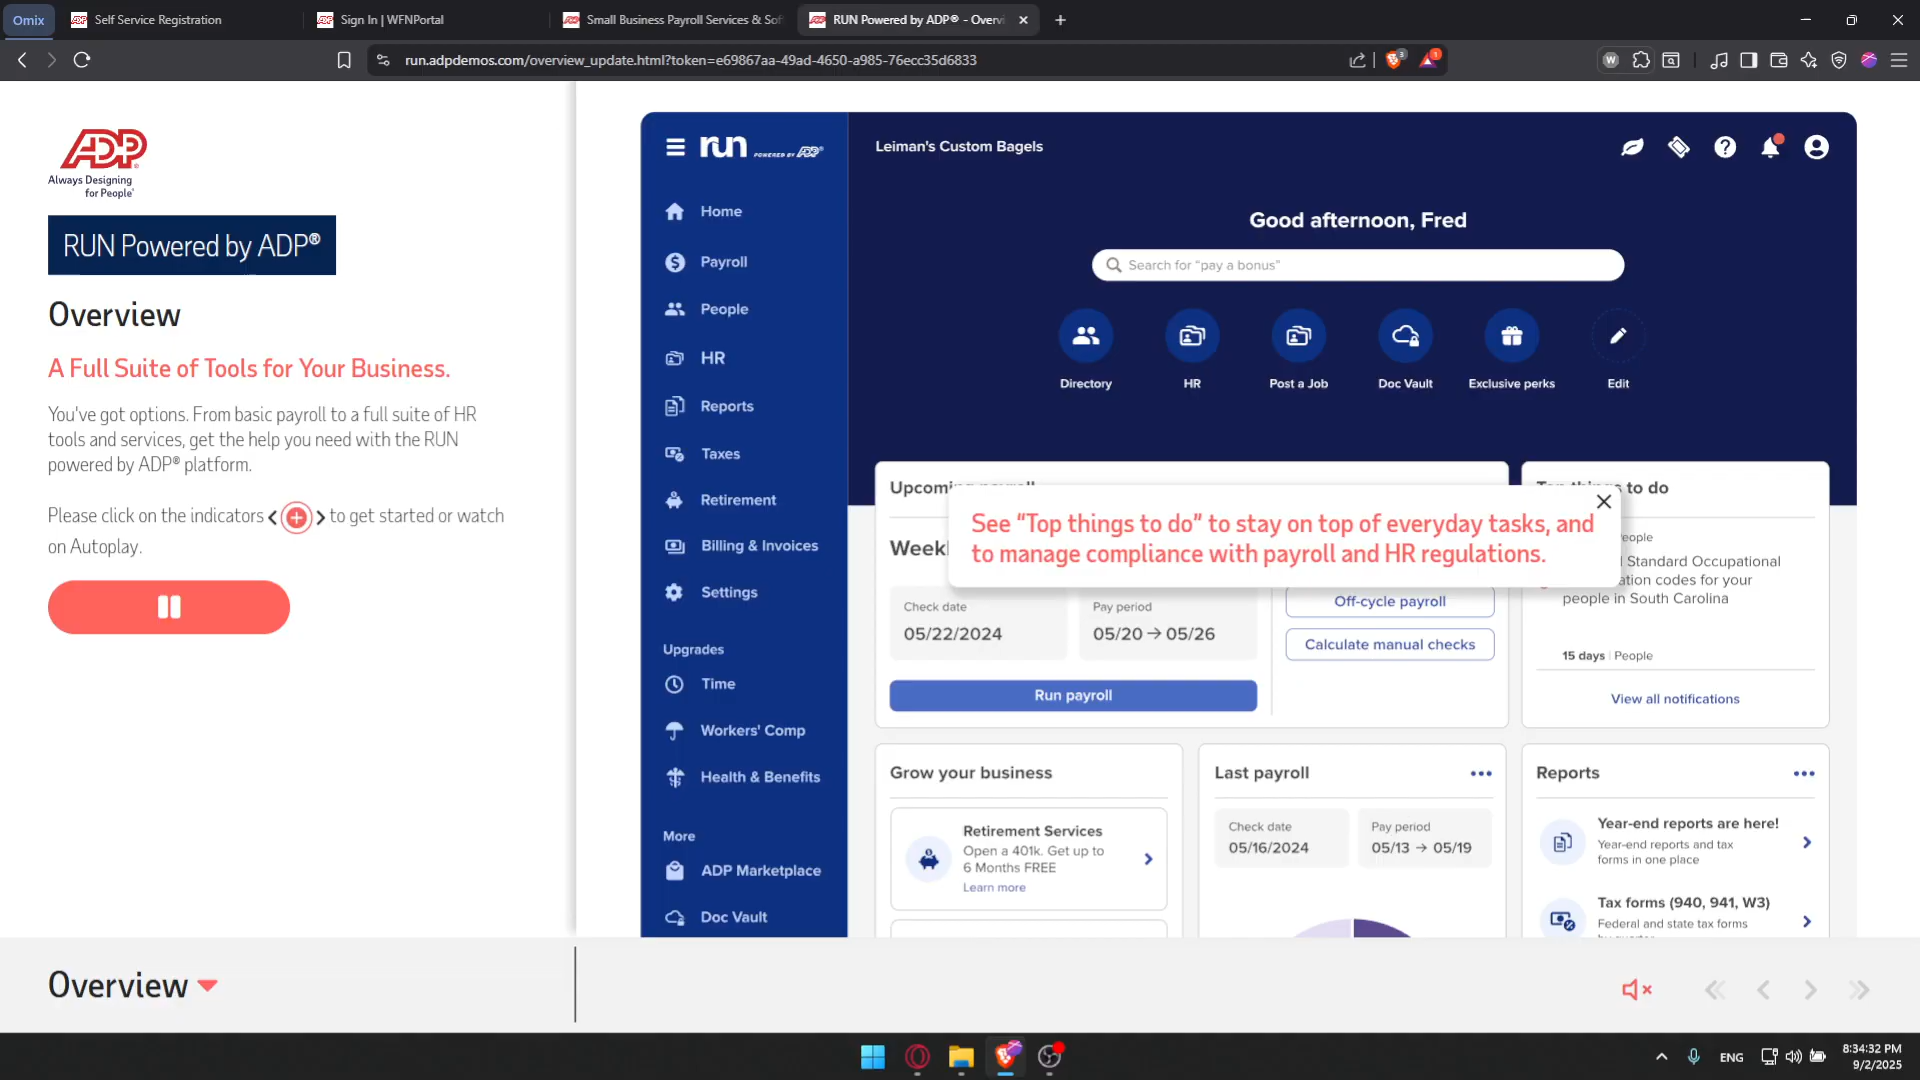 Omix
Self Service Registration
Sign In | WFNPortal
Small Business Payroll Services & Sof
RUN Powered by ADP® - Overvi
run.adpdemos.com/overview_update.html?token=e69867aa-49ad-4650-a985-76ecc35d6833
3
1
W
ADP
Always Designing
for People®
RUN Powered by ADP®
Overview
A Full Suite of Tools for Your Business.
You've got options. From basic payroll to a full suite of HR
tools and services, get the help you need with the RUN
powered by ADP® platform.
Please click on the indicators < + > to get started or watch
on Autoplay.
run POWERED BY ADP
Home
Payroll
People
HR
Reports
Taxes
Retirement
Billing & Invoices
Settings
Upgrades
Time
Workers' Comp
Health & Benefits
More
ADP Marketplace
Doc Vault
Leiman's Custom Bagels
Good afternoon, Fred
Search for “pay a bonus”
Directory
HR
Post a Job
Doc Vault
Exclusive perks
Edit
See “Top things to do” to stay on top of everyday tasks, and
to manage compliance with payroll and HR regulations.
Check date
05/22/2024
Pay period
05/20 → 05/26
Run payroll
Off-cycle payroll
Calculate manual checks
to do
Standard Occupational
codes for your
people in South Carolina
15 days | People
View all notifications
Grow your business
Retirement Services
Open a 401k. Get up to
6 Months FREE
Learn more
Last payroll
Check date
05/16/2024
Pay period
05/13 → 05/19
Reports
Year-end reports are here!
Year-end reports and tax
forms in one place
Tax forms (940, 941, W3)
Federal and state tax forms
Overview
ENG
8:34:32 PM
9/2/2025